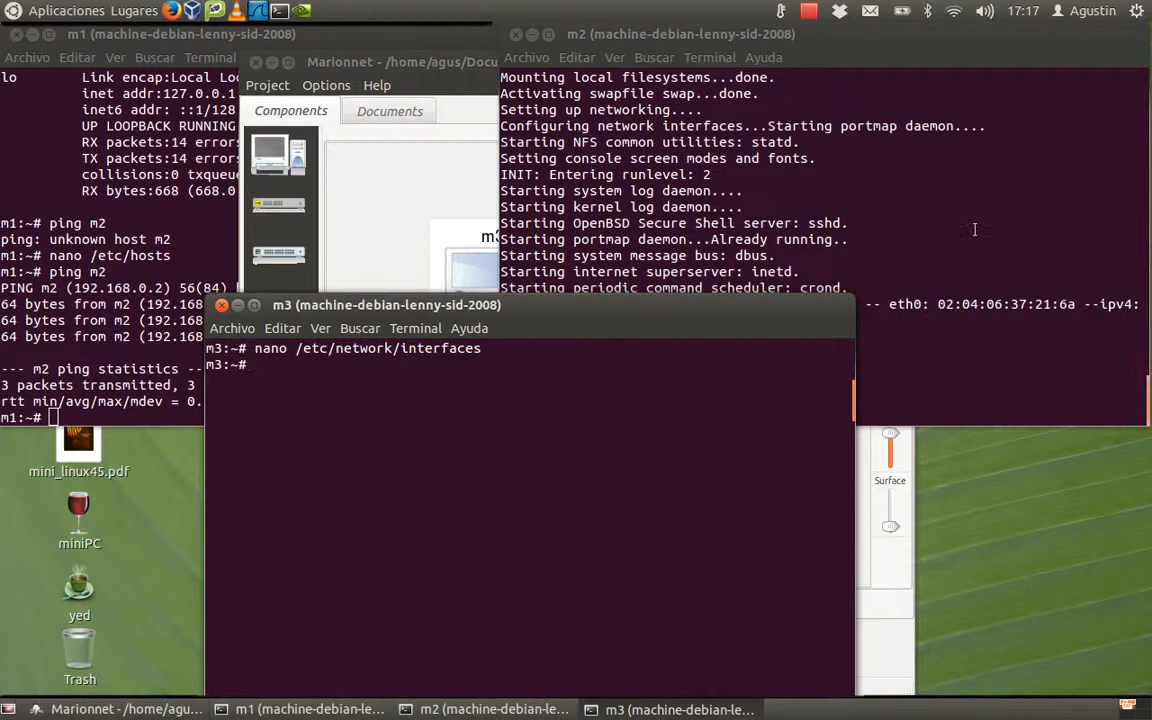 Aplicaciones Lugares
17:17
Agustin
m1 (machine-debian-lenny-sid-2008)
Archivo Editar Ver Buscar Terminal
lo Link encap:Local Lo
inet addr:127.0.0.1
inet6 addr: ::1/128
UP LOOPBACK RUNNING
RX packets:14 error
TX packets:14 error
collisions:0 txqueu
RX bytes:668 (668.0
m1:~# ping m2
ping: unknown host m2
m1:~# nano /etc/hosts
m1:~# ping m2
PING m2 (192.168.0.2) 56(84)
64 bytes from m2 (192.168
64 bytes from m2 (192.168
64 bytes from m2 (192.168
--- m2 ping statistics --
3 packets transmitted, 3
rtt min/avg/max/mdev = 0.
m1:~#
Marionnet - /home/agus/Docu
Project Options Help
Components Documents
m3
m2 (machine-debian-lenny-sid-2008)
Archivo Editar Ver Buscar Terminal Ayuda
Mounting local filesystems...done.
Activating swapfile swap...done.
Setting up networking....
Configuring network interfaces...Starting portmap daemon....
Starting NFS common utilities: statd.
Setting console screen modes and fonts.
INIT: Entering runlevel: 2
Starting system log daemon....
Starting kernel log daemon....
Starting OpenBSD Secure Shell server: sshd.
Starting portmap daemon...Already running..
Starting system message bus: dbus.
Starting internet superserver: inetd.
Starting periodic command scheduler: crond.
-- eth0: 02:04:06:37:21:6a --ipv4:
m3 (machine-debian-lenny-sid-2008)
Archivo Editar Ver Buscar Terminal Ayuda
m3:~# nano /etc/network/interfaces
m3:~#
Surface
mini_linux45.pdf
miniPC
yed
Trash
Marionnet - /home/agu...
m1 (machine-debian-le...
m2 (machine-debian-le...
m3 (machine-debian-le...